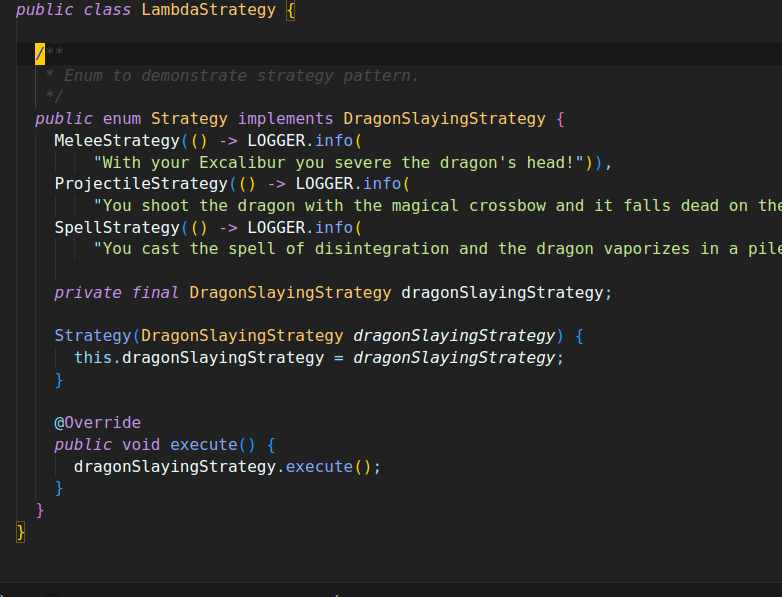 public class LambdaStrategy {
/**
* Enum to demonstrate strategy pattern.
*/
public enum Strategy implements DragonSlayingStrategy {
MeleeStrategy(() -> LOGGER.info(
"With your Excalibur you severe the dragon's head!")),
ProjectileStrategy(() -> LOGGER.info(
"You shoot the dragon with the magical crossbow and it falls dead on the
SpellStrategy(() -> LOGGER.info(
"You cast the spell of disintegration and the dragon vaporizes in a pile
private final DragonSlayingStrategy dragonSlayingStrategy;
Strategy(DragonSlayingStrategy dragonSlayingStrategy) {
this.dragonSlayingStrategy = dragonSlayingStrategy;
}
@Override
public void execute() {
dragonSlayingStrategy.execute();
}
}
}